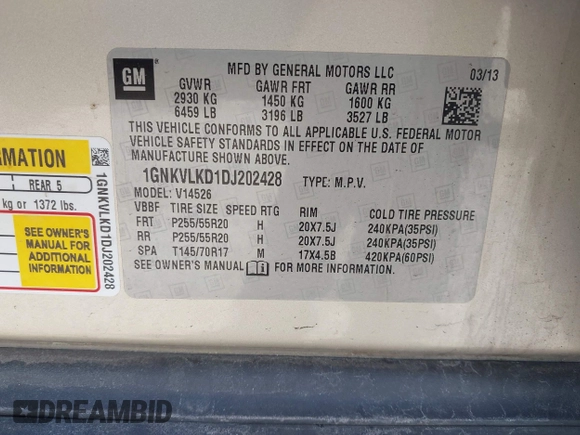 GM
MFD BY GENERAL MOTORS LLC 03/13
GVWR GAWR FRT GAWR RR
2930 KG 1450 KG 1600 KG
6459 LB 3196 LB 3527 LB
THIS VEHICLE CONFORMS TO ALL APPLICABLE U.S. FEDERAL MOTOR
VEHICLE SAFETY STANDARDS IN EFFECT ON THE DATE OF
MANUFACTURE SHOWN ABOVE.
1GNKVLKD1DJ202428 TYPE: M.P.V.
MODEL: V14526
VBBF TIRE SIZE SPEED RTG RIM COLD TIRE PRESSURE
FRT P255/55R20 H 20X7.5J 240KPA(35PSI)
RR P255/55R20 H 20X7.5J 240KPA(35PSI)
SPA T145/70R17 M 17X4.5B 420KPA(60PSI)
SEE OWNER'S MANUAL i FOR MORE INFORMATION.
REAR 5
kg or 1372 lbs.
SEE OWNER'S
MANUAL FOR
ADDITIONAL
INFORMATION
1GNKVLKD1DJ202428
DREAMBID